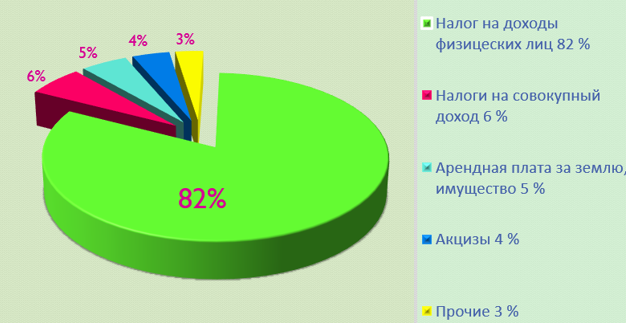 3%
4%
5%
6%
82%
Налог на доходы
физицеских лиц 82 %
Налоги на совокупный
доход 6 %
Арендная плата за землю,
имущество 5 %
Акцизы 4 %
Прочие 3 %